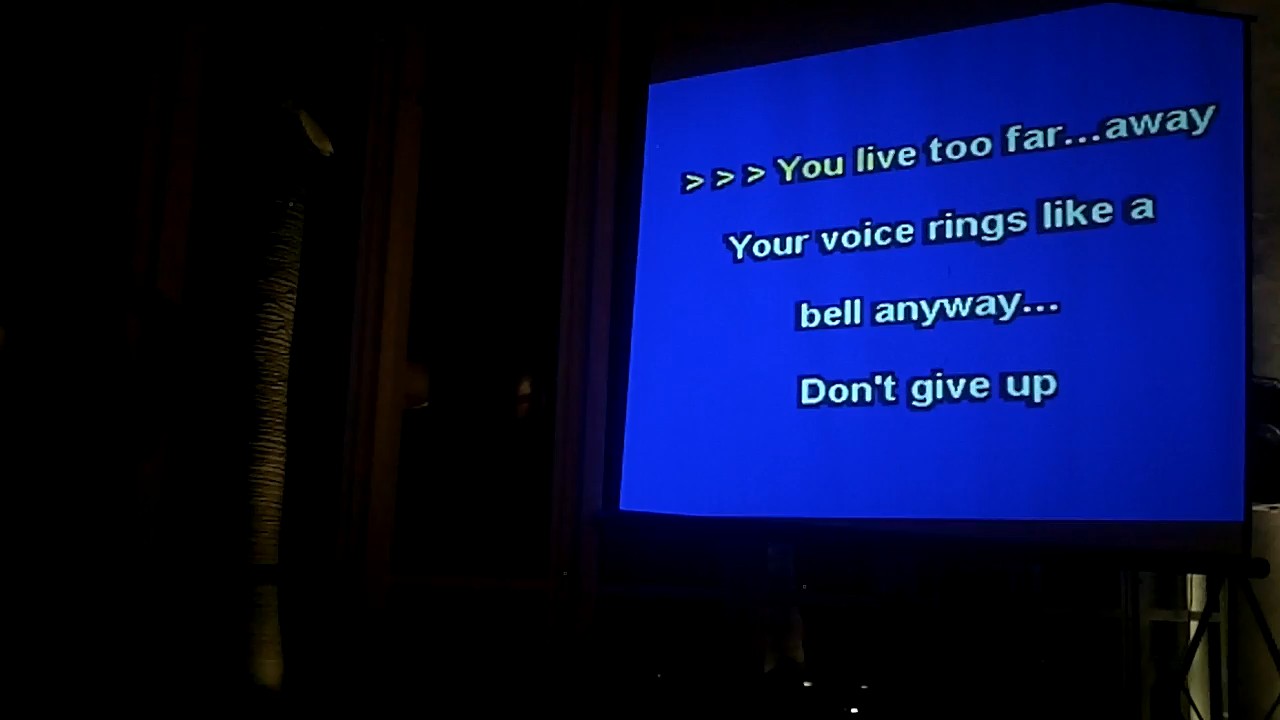 > > > You live too far...away
Your voice rings like a
bell anyway...
Don't give up